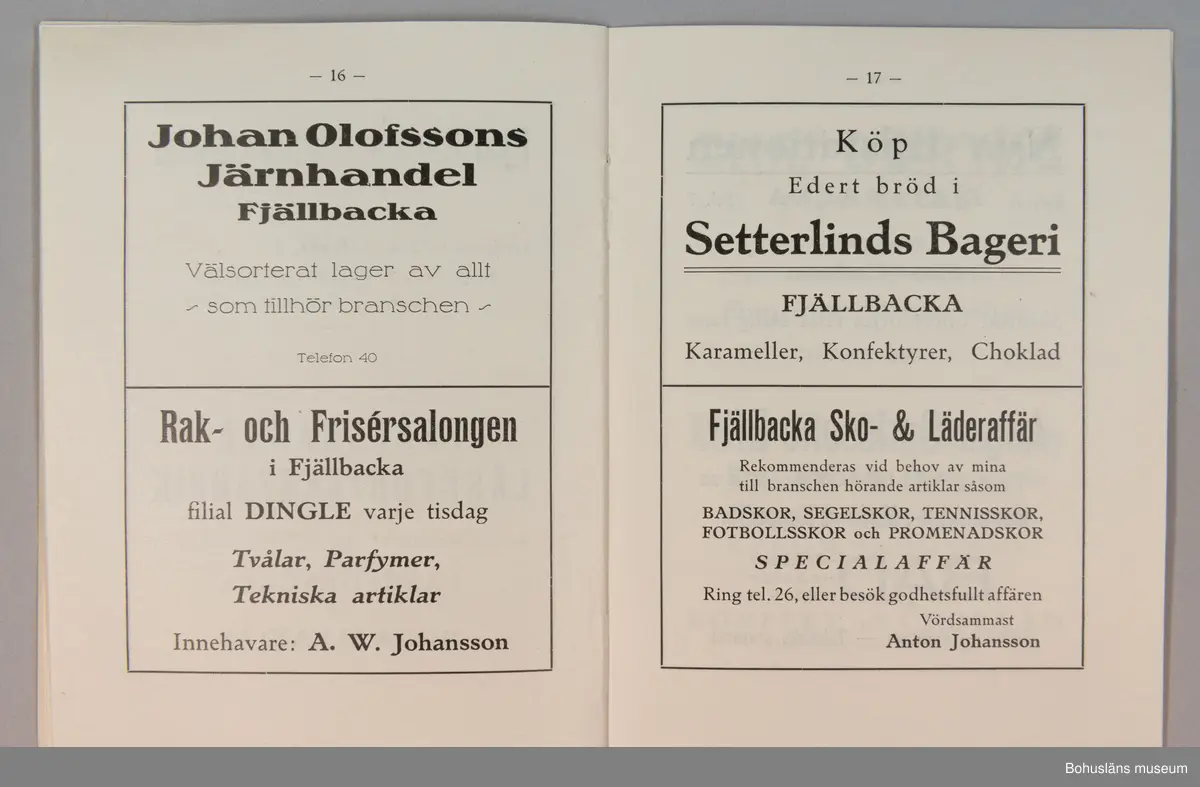 — 16 —
Johan Olofssons
Järnhandel
Fjällbacka
Välsorterat lager av allt
~ som tillhör branschen ~
Telefon 40
Rak- och Frisérsalongen
i Fjällbacka
filial DINGLE varje tisdag
Tvålar, Parfymer,
Tekniska artiklar
Innehavare: A. W. Johansson
— 17 —
Köp
Edert bröd i
Setterlinds Bageri
FJÄLLBACKA
Karameller, Konfektyrer, Choklad
Fjällbacka Sko- & Läderaffär
Rekommenderas vid behov av mina
till branschen hörande artiklar såsom
BADSKOR, SEGELSKOR, TENNISSKOR,
FOTBOLLSSKOR och PROMENADSKOR
SPECIALAFFÄR
Ring tel. 26, eller besök godhetsfullt affären
Vördsammast
Anton Johansson
Bohusläns museum